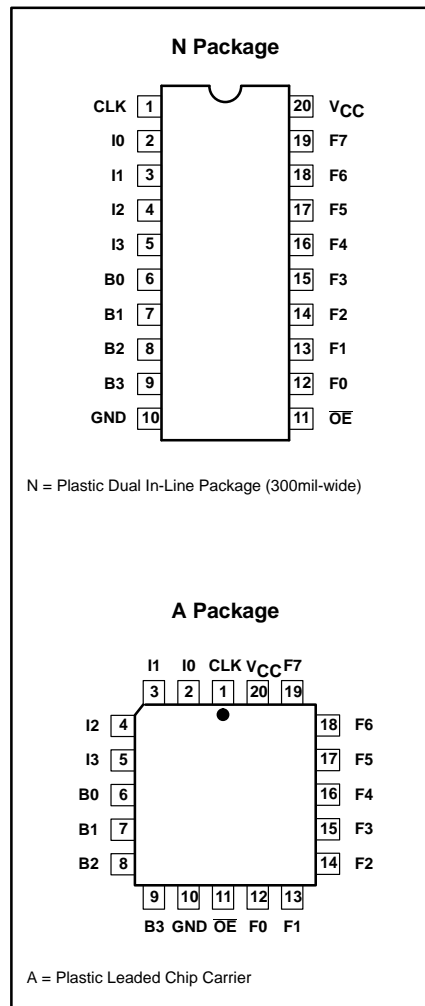 N Package
CLK 1 20 VCC
I0 2 19 F7
I1 3 18 F6
I2 4 17 F5
I3 5 16 F4
B0 6 15 F3
B1 7 14 F2
B2 8 13 F1
B3 9 12 F0
GND 10 11 O̅E̅
N = Plastic Dual In-Line Package (300mil-wide)
A Package
I1 I0 CLK VCC F7
3 2 1 20 19
I2 4 18 F6
I3 5 17 F5
B0 6 16 F4
B1 7 15 F3
B2 8 14 F2
9 10 11 12 13
B3 GND O̅E̅ F0 F1
A = Plastic Leaded Chip Carrier